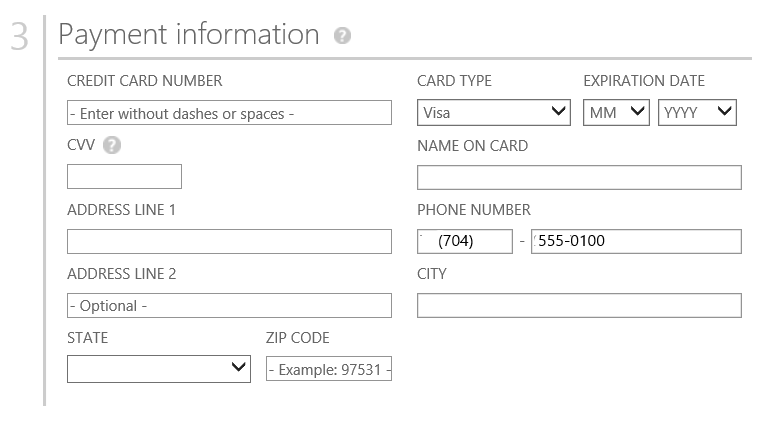 3 Payment information ?
CREDIT CARD NUMBER CARD TYPE EXPIRATION DATE
- Enter without dashes or spaces - Visa MM YYYY
CVV ? NAME ON CARD
ADDRESS LINE 1 PHONE NUMBER
(704) - 555-0100
ADDRESS LINE 2 CITY
- Optional -
STATE ZIP CODE
- Example: 97531 -